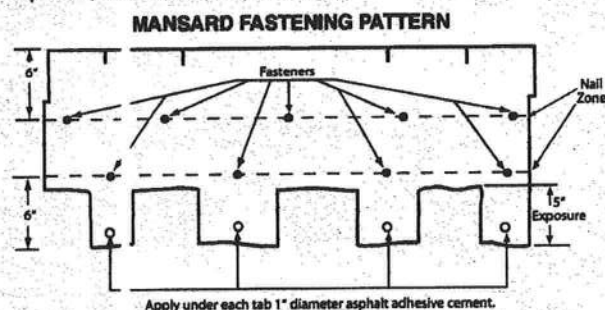 MANSARD FASTENING PATTERN
6"
Fasteners
Nail
Zone
6"
5"
Exposure
Apply under each tab 1" diameter asphalt adhesive cement.